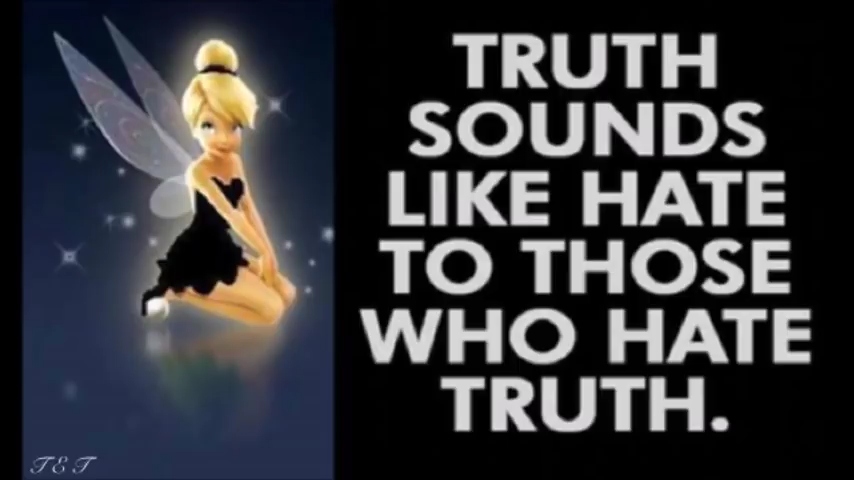 TRUTH
SOUNDS
LIKE HATE
TO THOSE
WHO HATE
TRUTH.
T&T